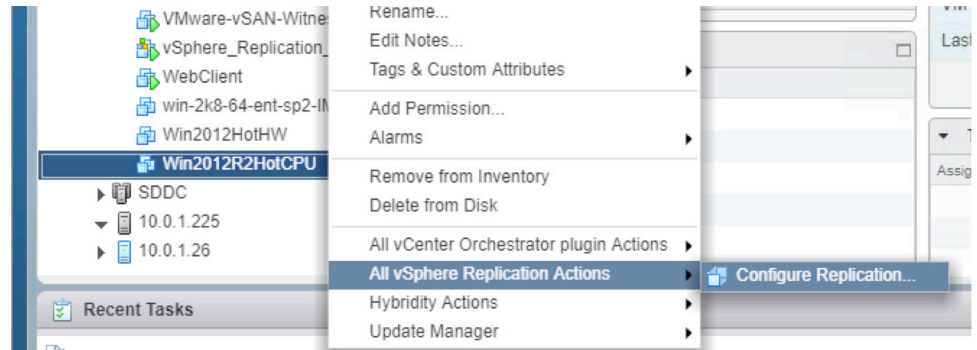 VMware-vSAN-Witne
vSphere_Replication_
WebClient
win-2k8-64-ent-sp2-
Win2012HotHW
Win2012R2HotCPU
SDDC
10.0.1.225
10.0.1.26
Recent Tasks
Rename...
Edit Notes...
Tags & Custom Attributes
Add Permission...
Alarms
Remove from Inventory
Delete from Disk
All vCenter Orchestrator plugin Actions
All vSphere Replication Actions
Hybridity Actions
Update Manager
Configure Replication...
Last
Assig